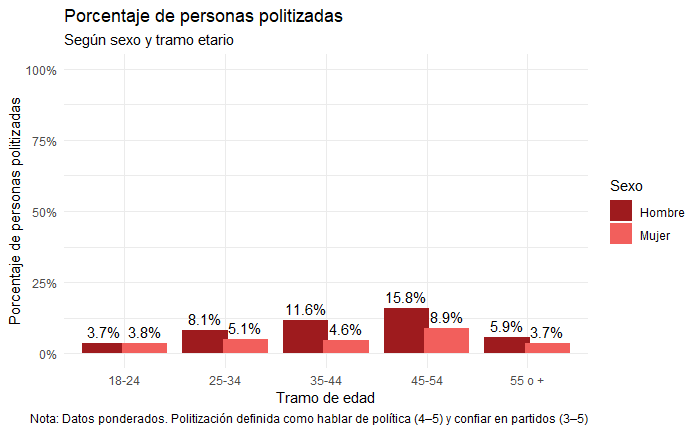 Porcentaje de personas politizadas
Según sexo y tramo etario
Porcentaje de personas politizadas
100%
75%
50%
25%
0%
3.7% 3.8%
8.1% 5.1%
11.6% 4.6%
15.8% 8.9%
5.9% 3.7%
18-24 25-34 35-44 45-54 55 o +
Tramo de edad
Sexo
Hombre
Mujer
Nota: Datos ponderados. Politización definida como hablar de política (4–5) y confiar en partidos (3–5)